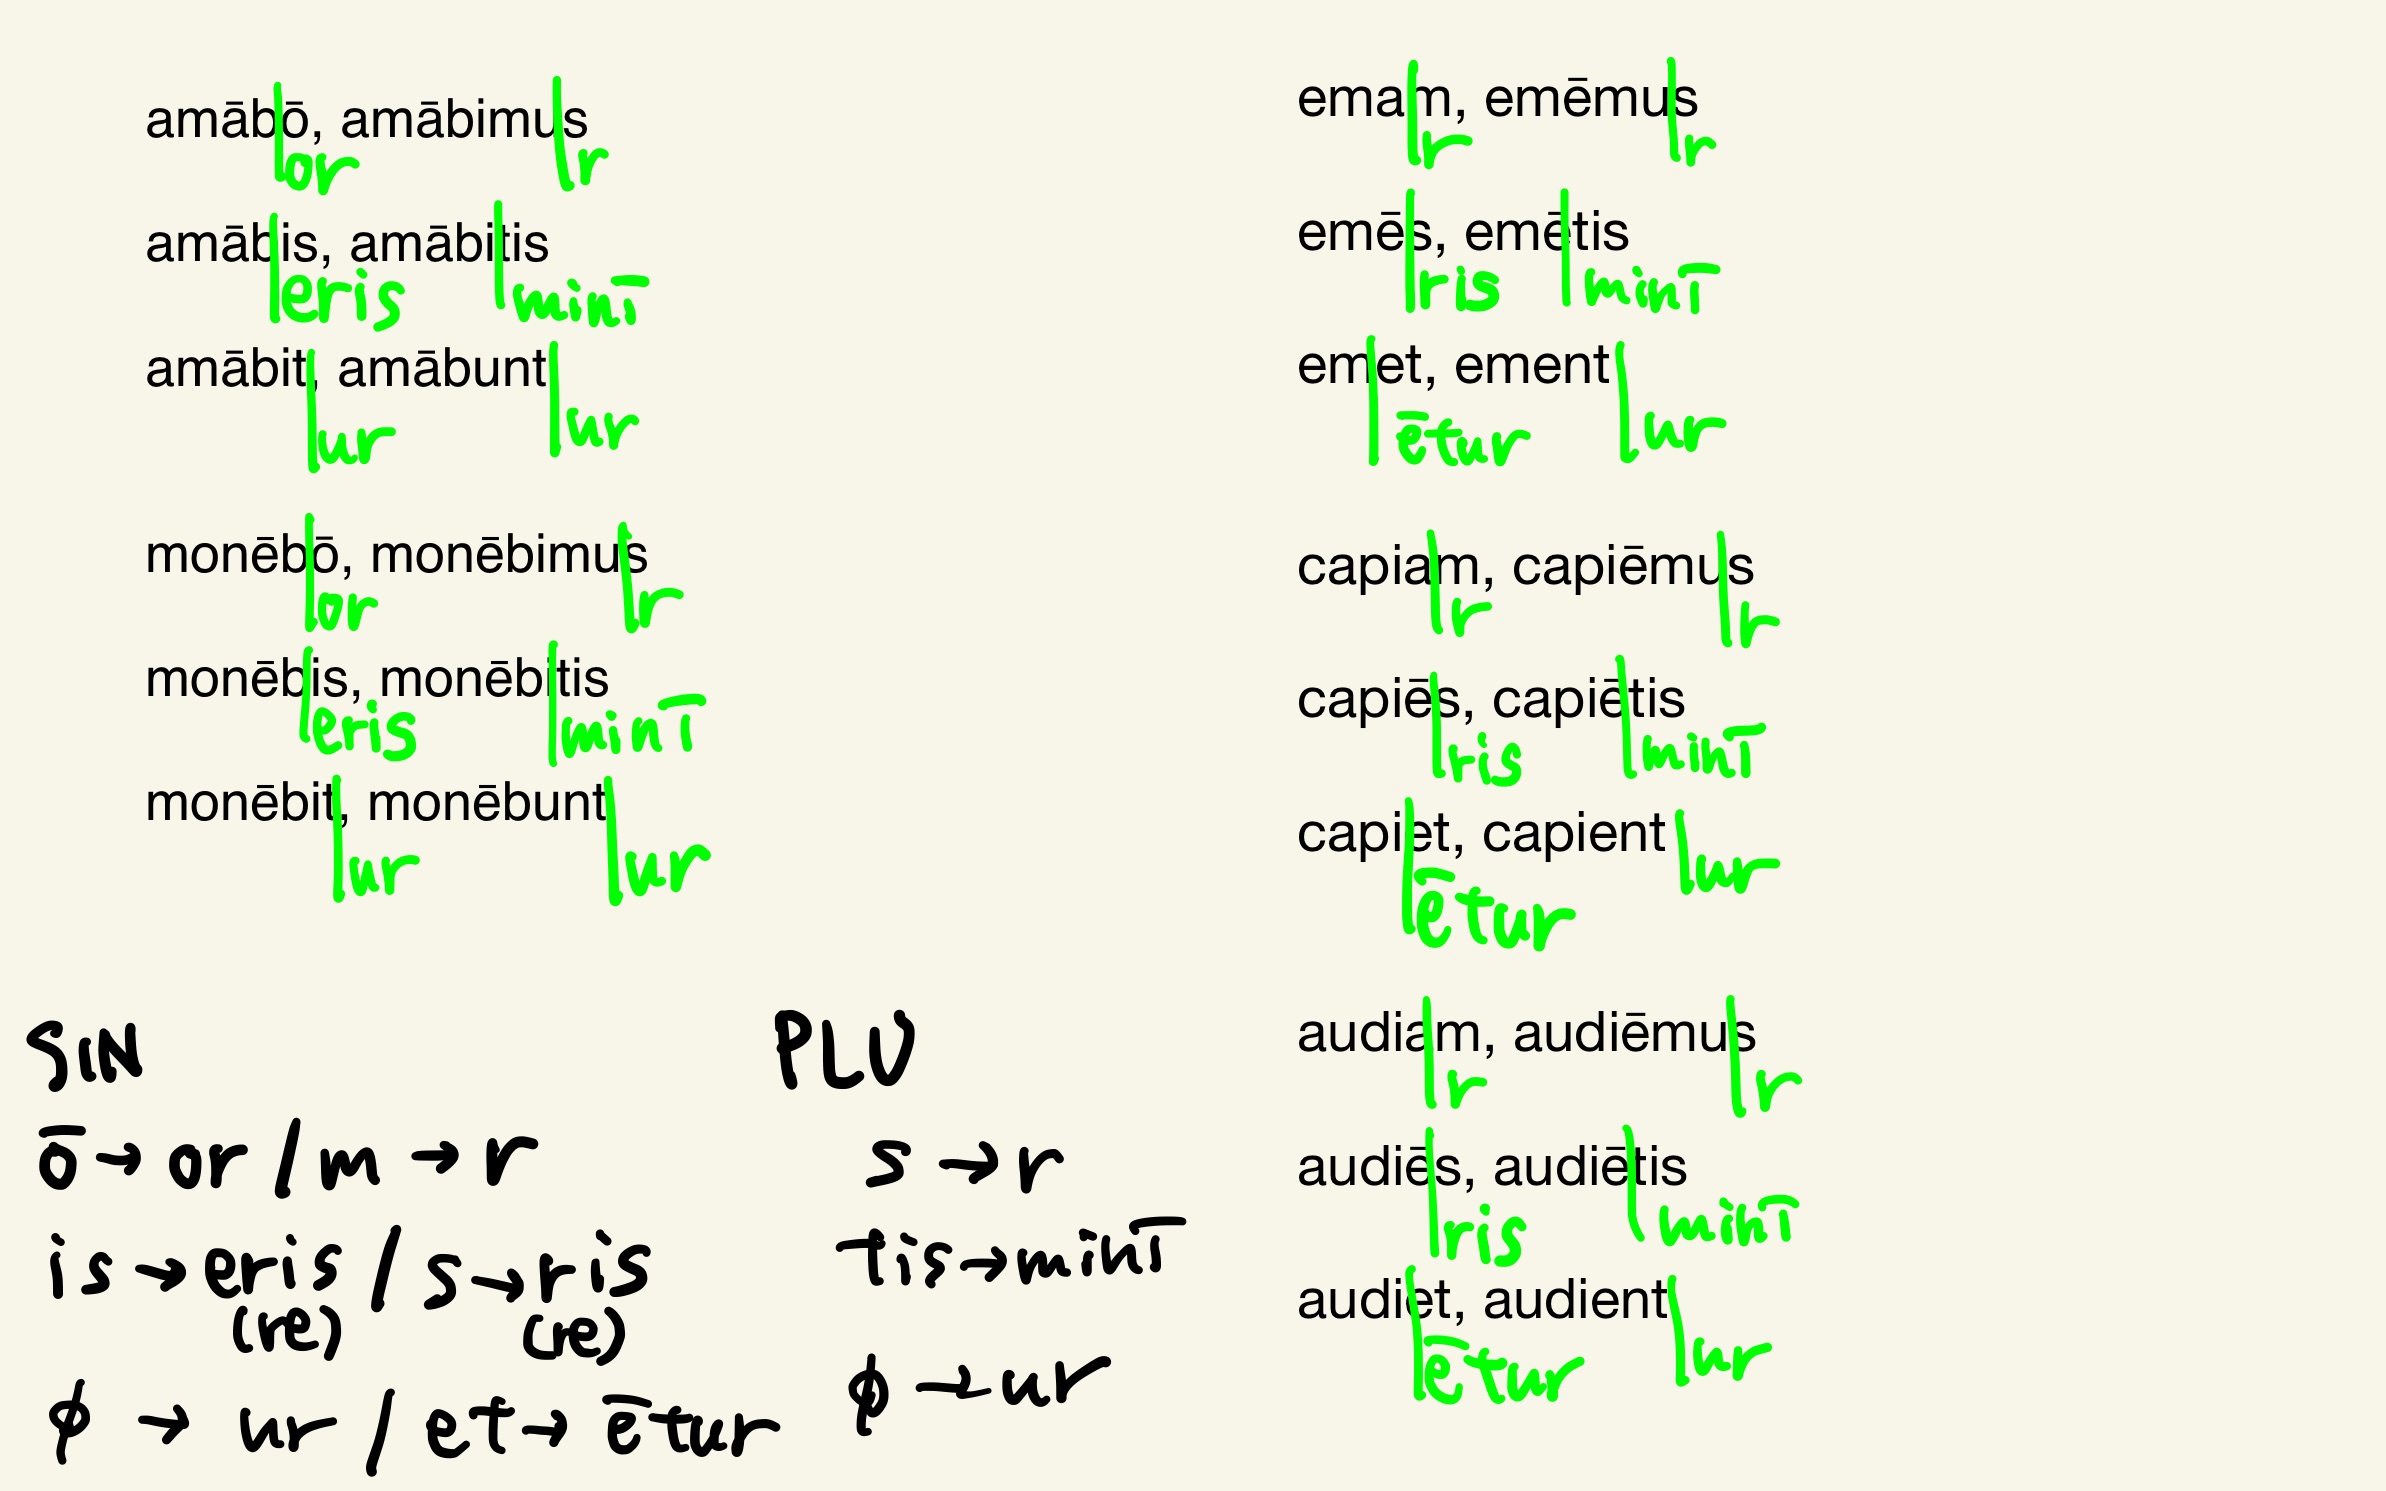 amābō, amābimus
or r
amābis, amābitis
eris minī
amābit, amābunt
ur ur
monēbō, monēbimus
or r
monēbis, monēbitis
eris minī
monēbit, monēbunt
ur ur
emam, emēmus
r r
emēs, emētis
ris minī
emet, ement
ētur ur
capiam, capiēmus
r r
capiēs, capiētis
ris minī
capiet, capient
ētur ur
audiam, audiēmus
r r
audiēs, audiētis
ris minī
audiet, audient
ētur ur
SIN
ō→or / m→r
is→eris / s→ris
(re) (re)
φ→ur / et→ētur
PLU
s→r
tis→minī
φ→ur